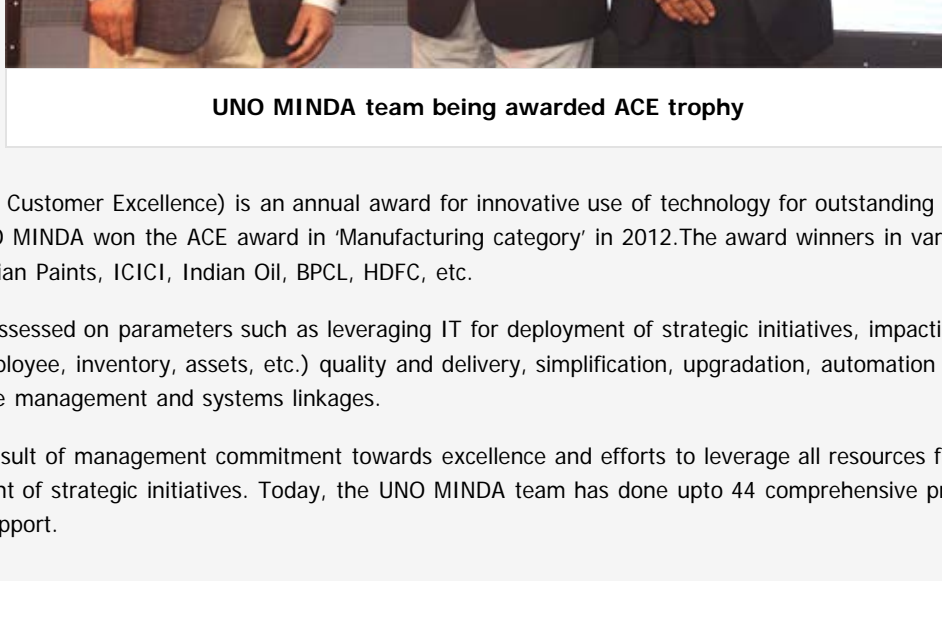 UNO MINDA team being awarded ACE trophy
Customer Excellence) is an annual award for innovative use of technology for outstanding
MINDA won the ACE award in ‘Manufacturing category’ in 2012.The award winners in var
ian Paints, ICICI, Indian Oil, BPCL, HDFC, etc.
ssessed on parameters such as leveraging IT for deployment of strategic initiatives, impacti
ployee, inventory, assets, etc.) quality and delivery, simplification, upgradation, automation
e management and systems linkages.
sult of management commitment towards excellence and efforts to leverage all resources f
nt of strategic initiatives. Today, the UNO MINDA team has done upto 44 comprehensive pr
pport.